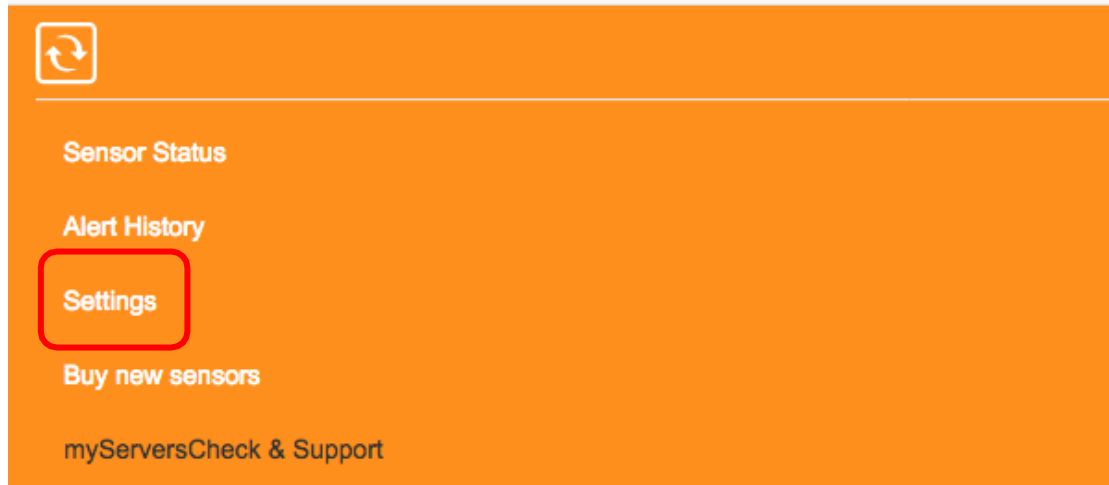 Sensor Status
Alert History
Settings
Buy new sensors
myServersCheck & Support